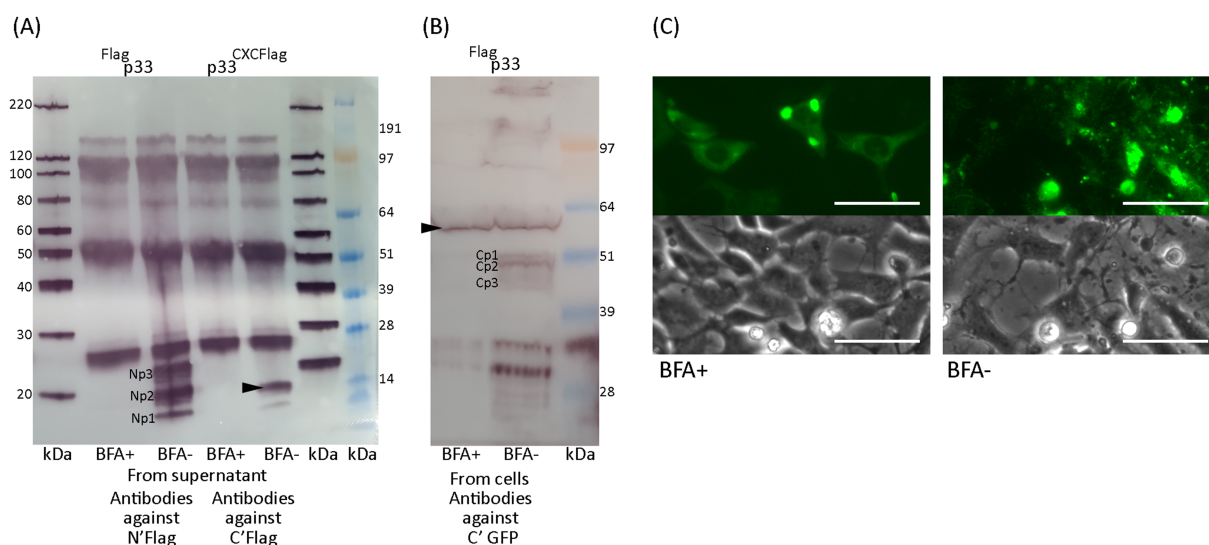 (A)
(B)
(C)
Flag
p33
p33
CXCFlag
Flag
p33
220
120
100
80
60
50
40
30
20
191
97
64
51
39
28
14
Np3
Np2
Np1
97
64
51
39
28
Cp1
Cp2
Cp3
kDa
BFA+
BFA-
BFA+
BFA-
kDa
kDa
From supernatant
Antibodies
against
N'Flag
Antibodies
against
C'Flag
BFA+
BFA-
kDa
From cells
Antibodies
against
C' GFP
BFA+
BFA-